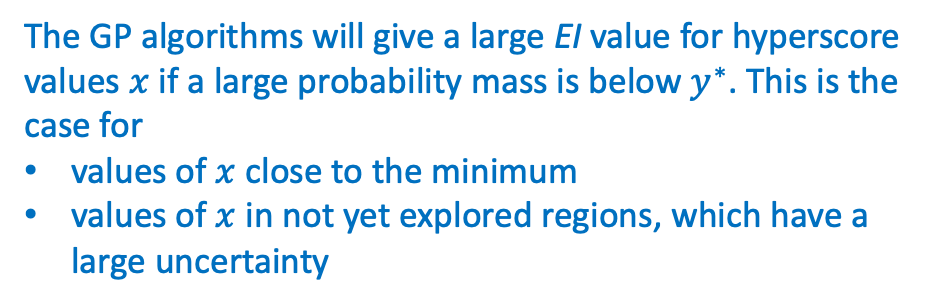 The GP algorithms will give a large EI value for hyperscore
values x if a large probability mass is below y*. This is the
case for
• values of x close to the minimum
• values of x in not yet explored regions, which have a
large uncertainty